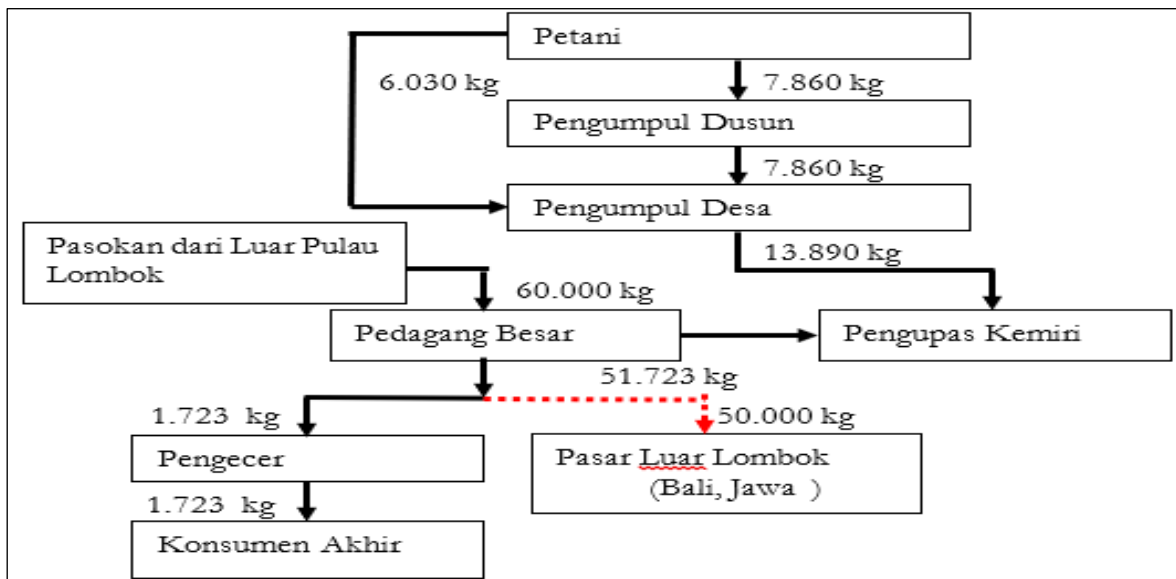 Petani
6.030 kg
7.860 kg
Pengumpul Dusun
7.860 kg
Pengumpul Desa
Pasokan dari Luar Pulau
Lombok
13.890 kg
60.000 kg
Pedagang Besar
Pengupas Kemiri
51.723 kg
1.723 kg
50.000 kg
Pengecer
Pasar Luar Lombok
(Bali, Jawa )
1.723 kg
Konsumen Akhir